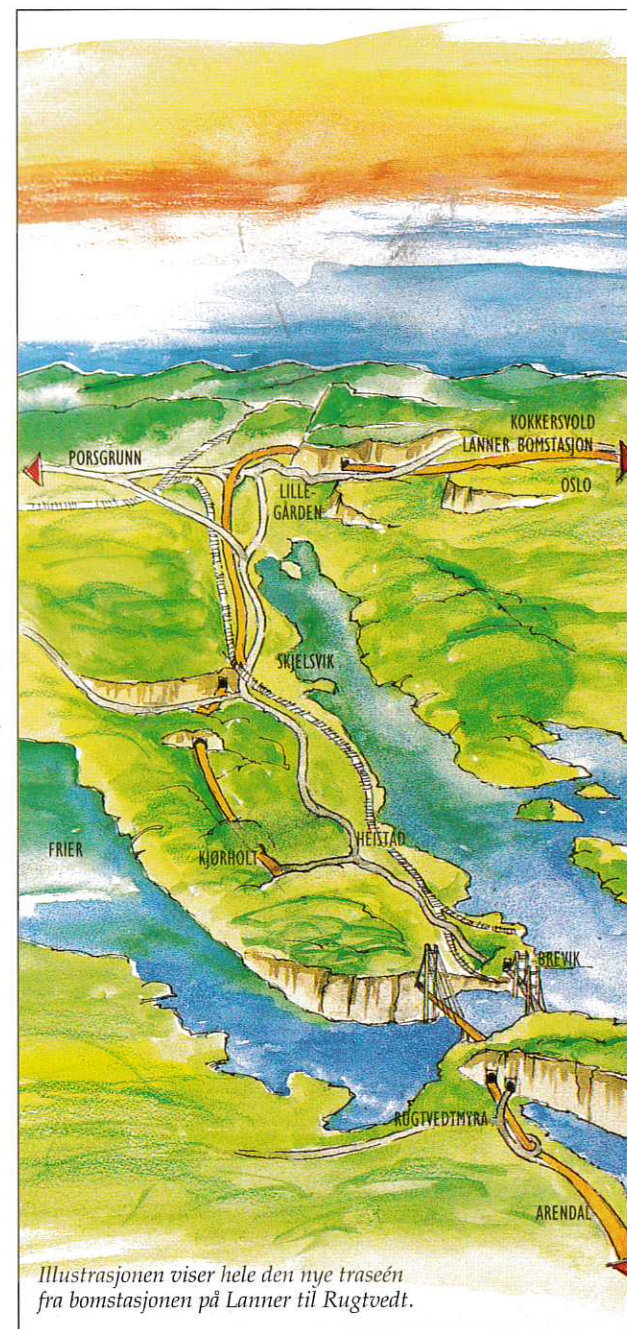 KOKKERSVOLD
LANNER BOMSTASJON
PORSGRUNN
OSLO
LILLE-
GÅRDEN
SKJELSVIK
FRIER
KJØRHOLT
HEISTAD
BREVIK
RUGTVEDTMYRA
ARENDAL
Illustrasjonen viser hele den nye traseén
fra bomstasjonen på Lanner til Rugtvedt.